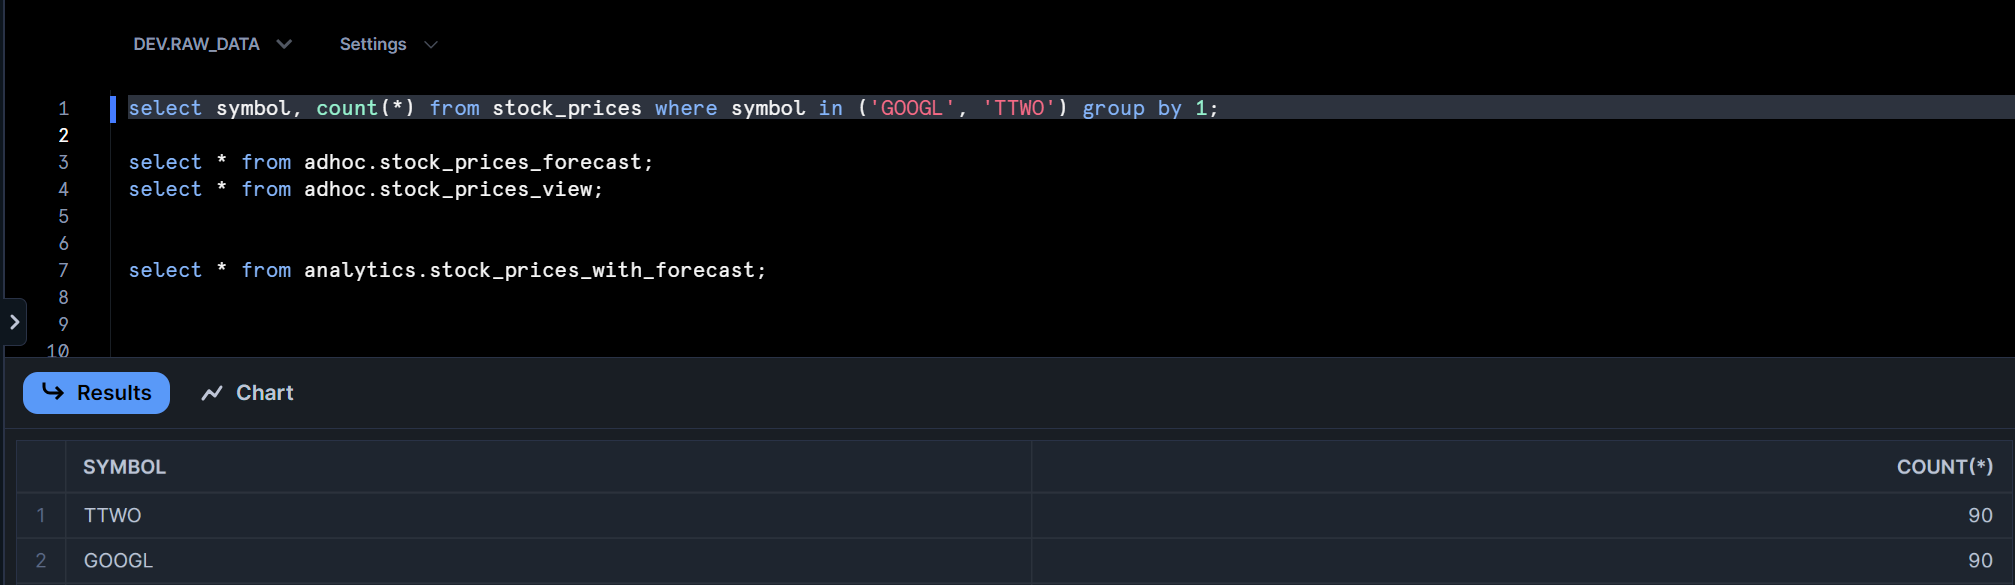 DEV.RAW_DATA Settings
1 select symbol, count(*) from stock_prices where symbol in ('GOOGL', 'TTWO') group by 1;
2
3 select * from adhoc.stock_prices_forecast;
4 select * from adhoc.stock_prices_view;
5
6
7 select * from analytics.stock_prices_with_forecast;
8
9
10
Results Chart
SYMBOL COUNT(*)
1 TTWO 90
2 GOOGL 90